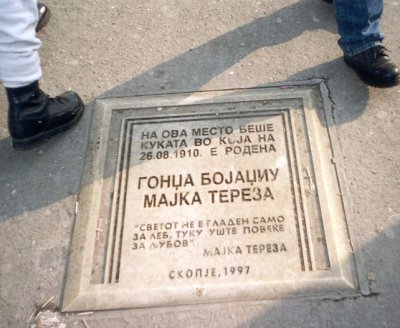 НА ОВА МЕСТО БЕШЕ
КУЌАТА ВО КОЈА НА
26.08.1910. Е РОДЕНА
ГОНЏА БОЈАЏИУ
МАЈКА ТЕРЕЗА
"СВЕТОТ НЕ Е ГЛАДЕН САМО
ЗА ЛЕБ, ТУКУ УШТЕ ПОВЕЌЕ
ЗА ЉУБОВ".
МАЈКА ТЕРЕЗА
СКОПЈЕ, 1997